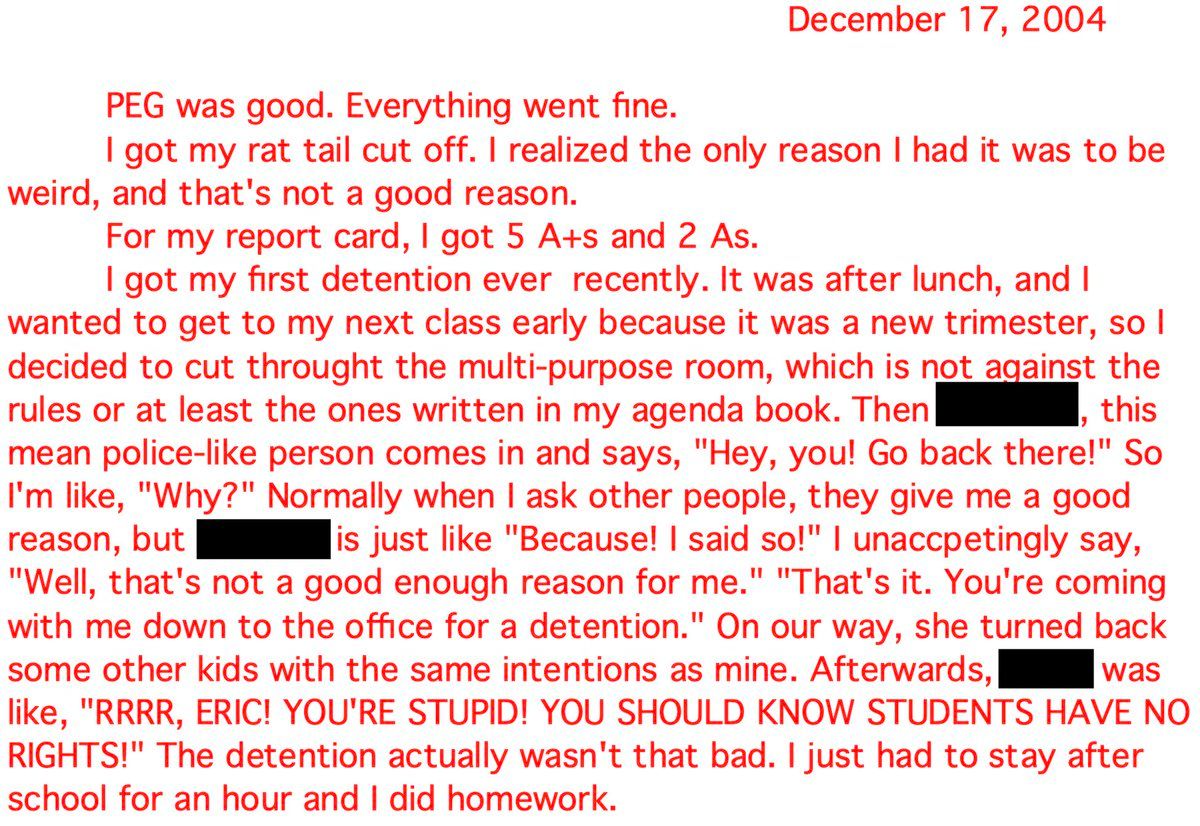 December 17, 2004
PEG was good. Everything went fine.
I got my rat tail cut off. I realized the only reason I had it was to be
weird, and that's not a good reason.
For my report card, I got 5 A+s and 2 As.
I got my first detention ever  recently. It was after lunch, and I
wanted to get to my next class early because it was a new trimester, so I
decided to cut throught the multi-purpose room, which is not against the
rules or at least the ones written in my agenda book. Then , this
mean police-like person comes in and says, "Hey, you! Go back there!" So
I'm like, "Why?" Normally when I ask other people, they give me a good
reason, but is just like "Because! I said so!" I unaccpetingly say,
"Well, that's not a good enough reason for me." "That's it. You're coming
with me down to the office for a detention." On our way, she turned back
some other kids with the same intentions as mine. Afterwards, was
like, "RRRR, ERIC! YOU'RE STUPID! YOU SHOULD KNOW STUDENTS HAVE NO
RIGHTS!" The detention actually wasn't that bad. I just had to stay after
school for an hour and I did homework.